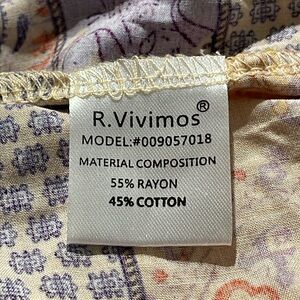 R.Vivimos®
MODEL:#009057018
MATERIAL COMPOSITION
55% RAYON
45% COTTON